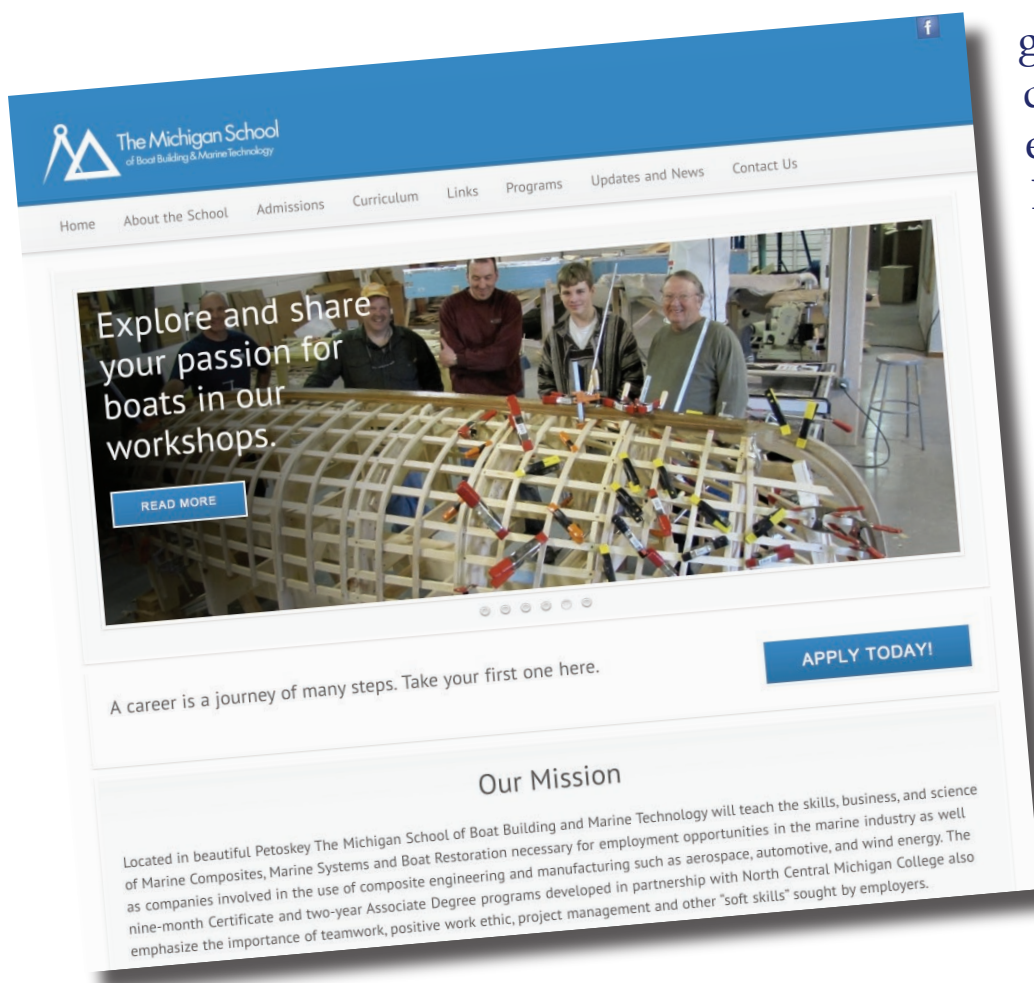 f
The Michigan School
of Boat Building & Marine Technology
Home About the School Admissions Curriculum Links Programs Updates and News Contact Us
Explore and share
your passion for
boats in our
workshops.
READ MORE
A career is a journey of many steps. Take your first one here.
APPLY TODAY!
Our Mission
Located in beautiful Petoskey The Michigan School of Boat Building and Marine Technology will teach the skills, business, and science
of Marine Composites, Marine Systems and Boat Restoration necessary for employment opportunities in the marine industry as well
as companies involved in the use of composite engineering and manufacturing such as aerospace, automotive, and wind energy. The
nine-month Certificate and two-year Associate Degree programs developed in partnership with North Central Michigan College also
emphasize the importance of teamwork, positive work ethic, project management and other "soft skills" sought by employers.